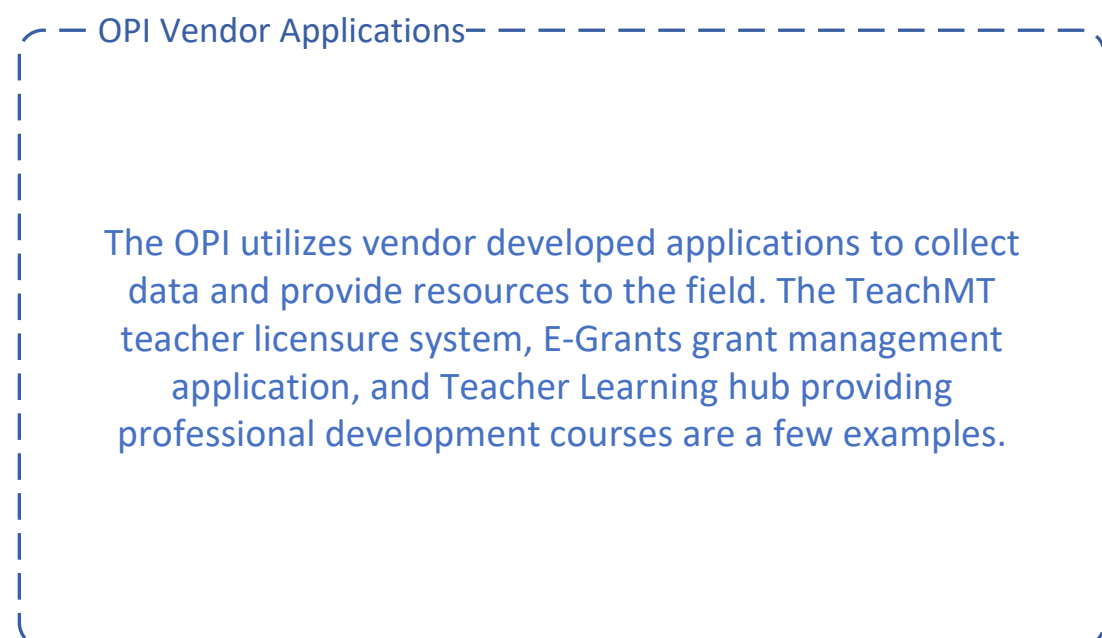 OPI Vendor Applications
The OPI utilizes vendor developed applications to collect
data and provide resources to the field. The TeachMT
teacher licensure system, E-Grants grant management
application, and Teacher Learning hub providing
professional development courses are a few examples.